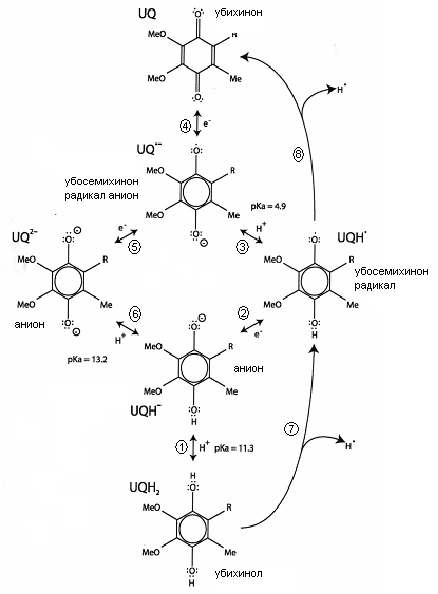 UQ убихинон
:O:
MeO R
MeO Me
:O:
④ e-
UQ•–
:O·
убосемихинон
радикал анион
MeO R
MeO Me
:O: ⊖
pKa = 4.9
UQ2–
:O: ⊖
e-
⑤
H+
③
⑧
H•
UQH•
:O·
MeO R
MeO Me
:O: ⊖
анион
MeO R
MeO Me
:O:
H
убосемихинон
радикал
⑥
H⊕
pKa = 13.2
②
e-
:O: ⊖
MeO R
MeO Me
:O:
H
анион
UQH–
① H+ pKa = 11.3
⑦
H•
UQH2
H
:O:
MeO R
MeO Me
:O:
H
убихинол